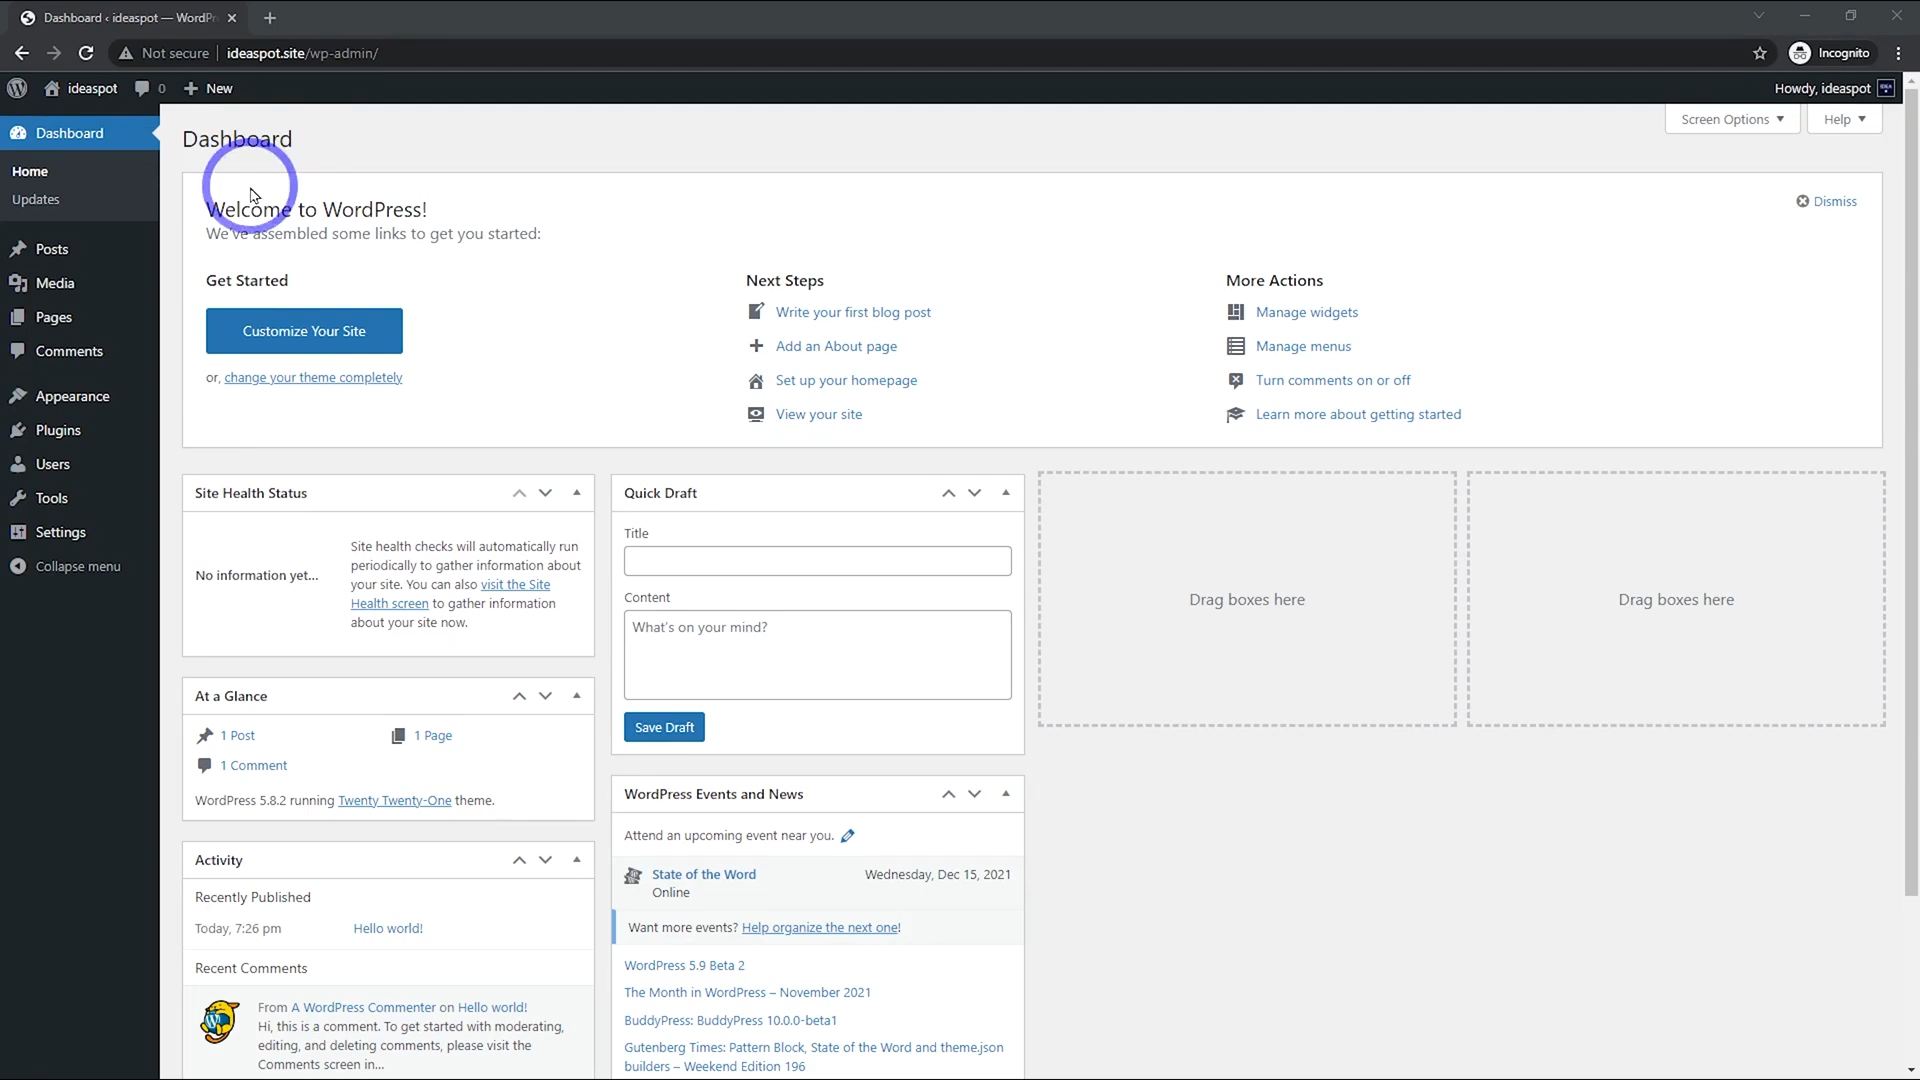 Dashboard ‹ ideaspot — WordPr
Not secure
ideaspot.site/wp-admin/
Incognito
ideaspot
0
New
Howdy, ideaspot
Dashboard
Home
Updates
Posts
Media
Pages
Comments
Appearance
Plugins
Users
Tools
Settings
Collapse menu
Screen Options
Help
Dashboard
Welcome to WordPress!
We've assembled some links to get you started:
Dismiss
Get Started
Customize Your Site
or, change your theme completely
Next Steps
Write your first blog post
Add an About page
Set up your homepage
View your site
More Actions
Manage widgets
Manage menus
Turn comments on or off
Learn more about getting started
Site Health Status
No information yet...
Site health checks will automatically run
periodically to gather information about
your site. You can also visit the Site
Health screen to gather information
about your site now.
At a Glance
1 Post
1 Page
1 Comment
WordPress 5.8.2 running Twenty Twenty-One theme.
Activity
Recently Published
Today, 7:26 pm
Hello world!
Recent Comments
From A WordPress Commenter on Hello world!
Hi, this is a comment. To get started with moderating,
editing, and deleting comments, please visit the
Comments screen in...
Quick Draft
Title
Content
What's on your mind?
Save Draft
WordPress Events and News
Attend an upcoming event near you.
State of the Word
Wednesday, Dec 15, 2021
Online
Want more events? Help organize the next one!
WordPress 5.9 Beta 2
The Month in WordPress – November 2021
BuddyPress: BuddyPress 10.0.0-beta1
Gutenberg Times: Pattern Block, State of the Word and theme.json
builders – Weekend Edition 196
Drag boxes here
Drag boxes here